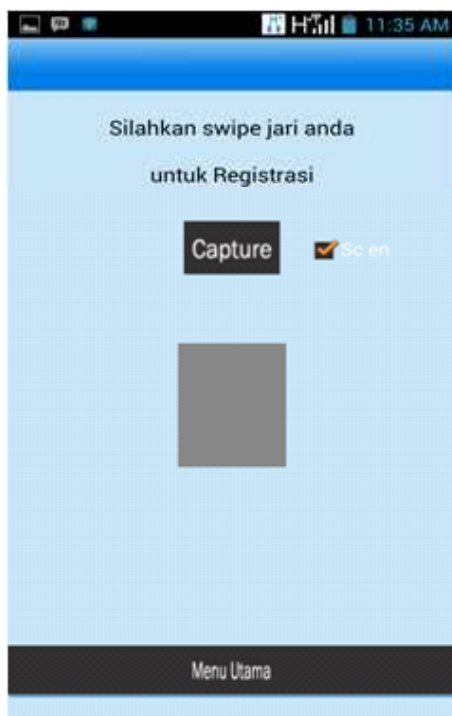 11:35 AM
Silahkan swipe jari anda
untuk Registrasi
Capture
Menu Utama